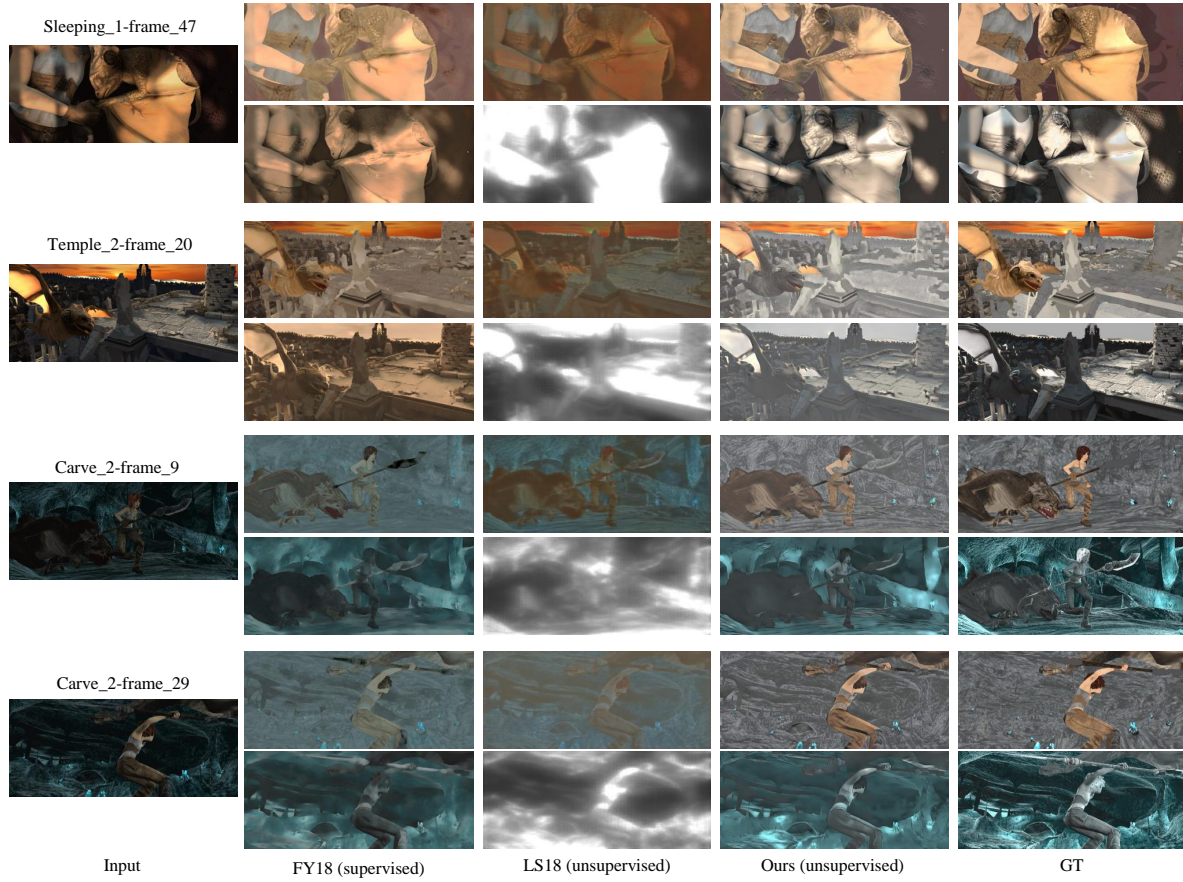 Sleeping_1-frame_47
Temple_2-frame_20
Carve_2-frame_9
Carve_2-frame_29
Input
FY18 (supervised)
LS18 (unsupervised)
Ours (unsupervised)
GT